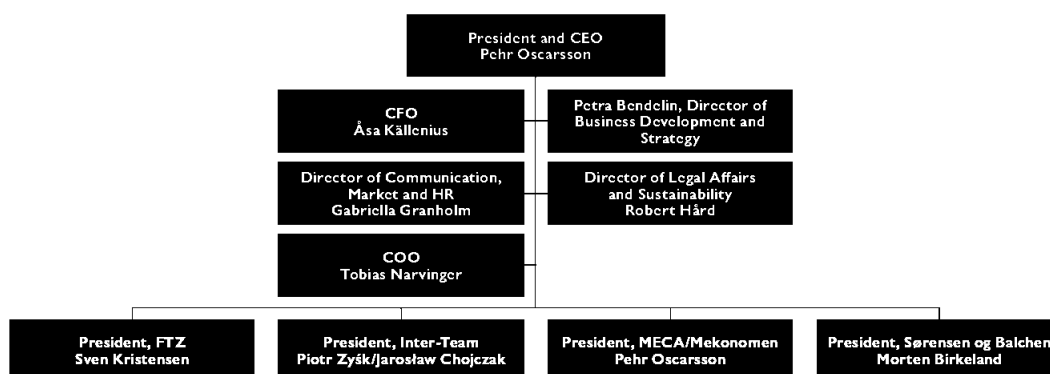 President and CEO
Pehr Oscarsson
CFO
Åsa Källenius
Petra Bendelin, Director of
Business Development and
Strategy
Director of Communication,
Market and HR
Gabriella Granholm
Director of Legal Affairs
and Sustainability
Robert Hård
COO
Tobias Narvinger
President, FTZ
Sven Kristensen
President, Inter-Team
Piotr Zyśk/Jarosław Chojczak
President, MECA/Mekonomen
Pehr Oscarsson
President, Sørensen og Balchen
Morten Birkeland